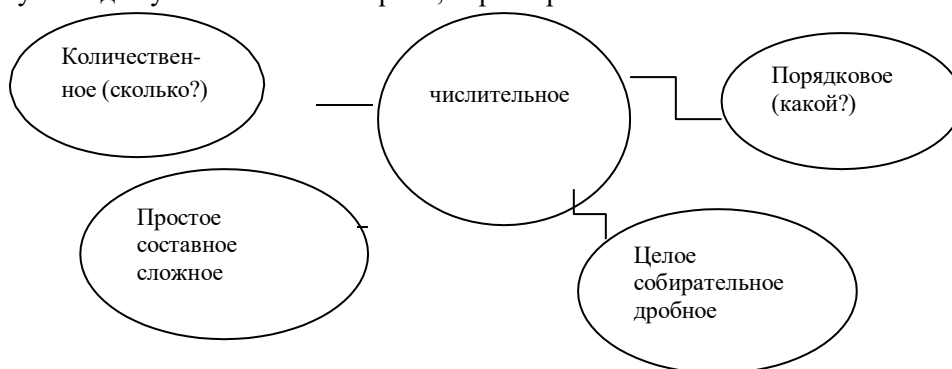 Количествен-
ное (сколько?)
числительное
Порядковое
(какой?)
Простое
составное
сложное
Целое
собирательное
дробное